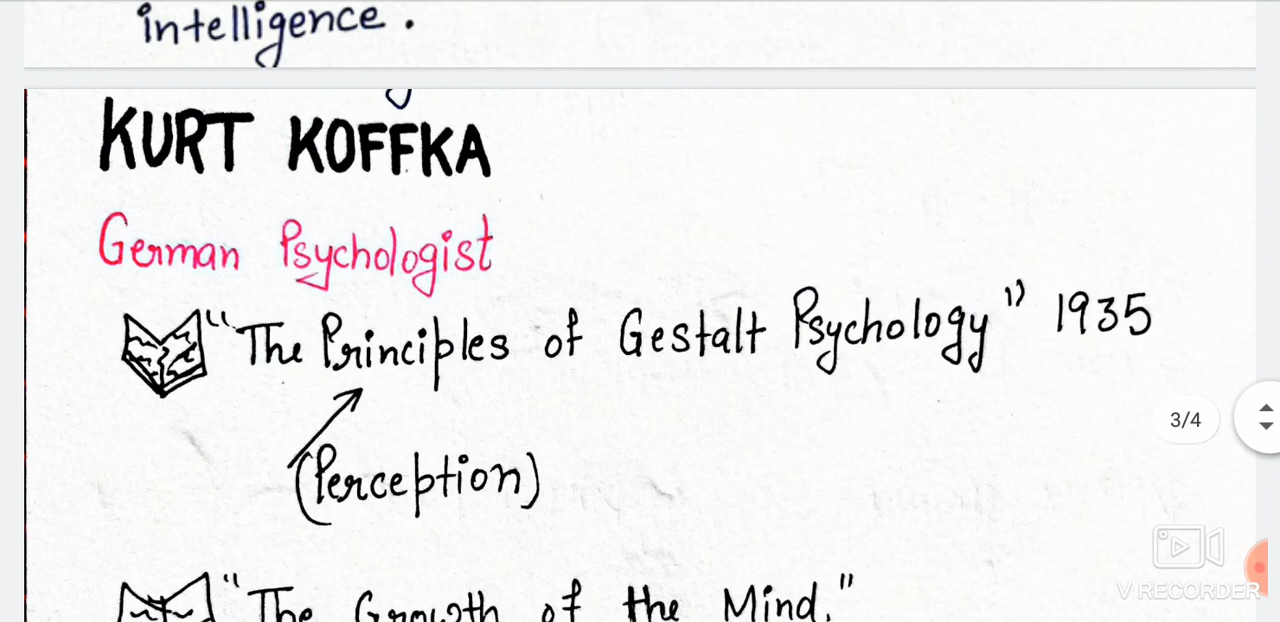 intelligence.
KURT KOFFKA
German Psychologist
"The Principles of Gestalt Psychology" 1935
(Perception)
3/4
"The Growth of the Mind."
V RECORDER